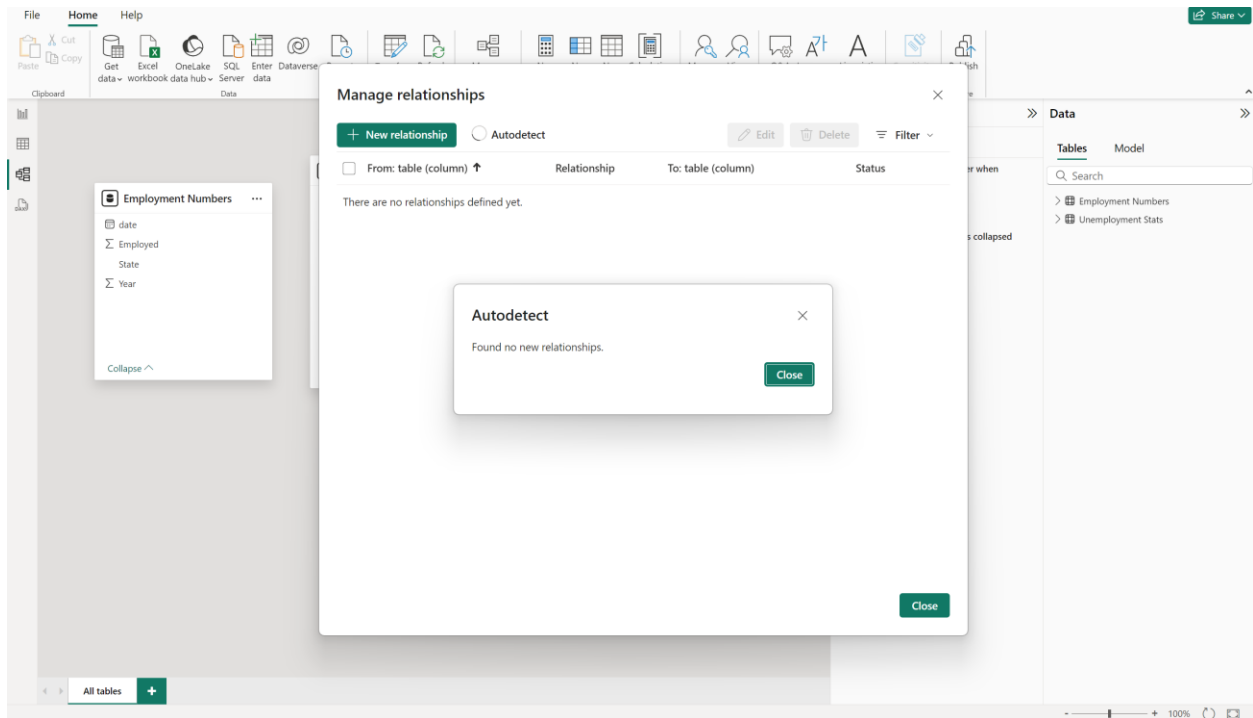 File Home Help
Share
Paste
Cut
Copy
Get data
Excel workbook
OneLake data hub
SQL Server
Enter data
Dataverse
Clipboard
Data
Manage relationships
New relationship
Autodetect
Edit
Delete
Filter
From: table (column)
Relationship
To: table (column)
Status
There are no relationships defined yet.
Autodetect
Found no new relationships.
Close
Close
Employment Numbers
date
Employed
State
Year
Collapse
er when
s collapsed
Data
Tables Model
Search
Employment Numbers
Unemployment Stats
All tables
100%